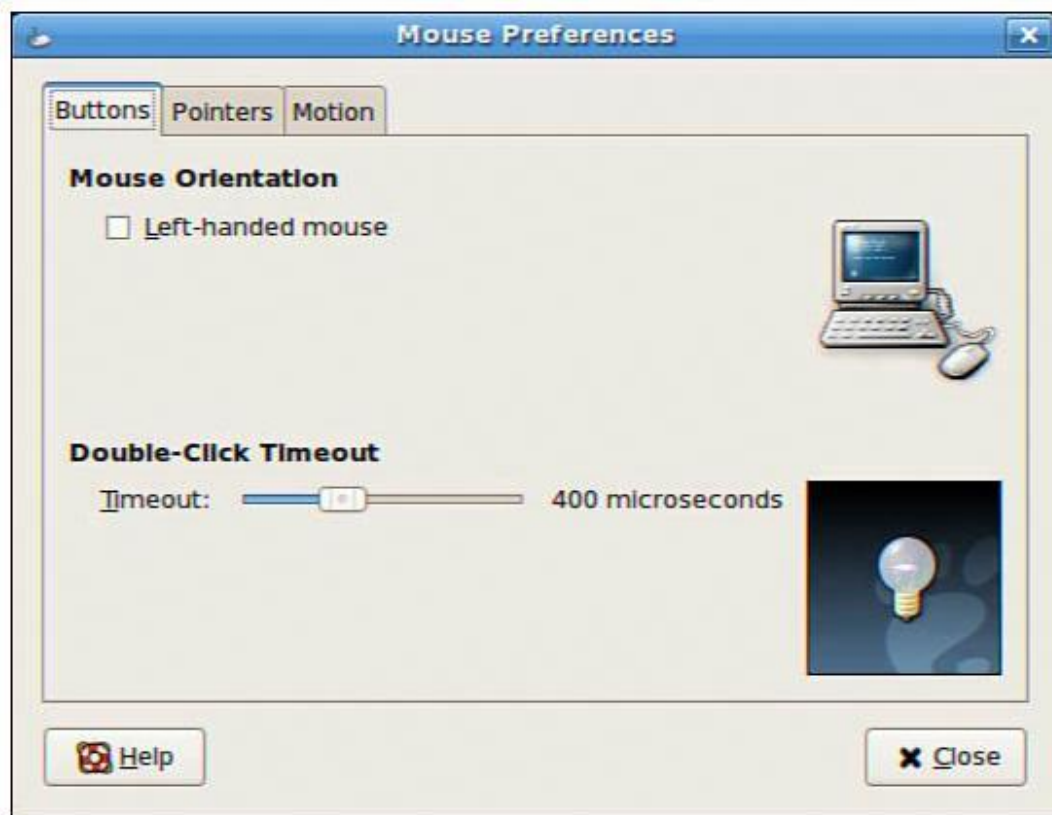 Mouse Preferences
Buttons Pointers Motion
Mouse Orientation
Left-handed mouse
Double-Click Timeout
Timeout: 400 microseconds
Help Close